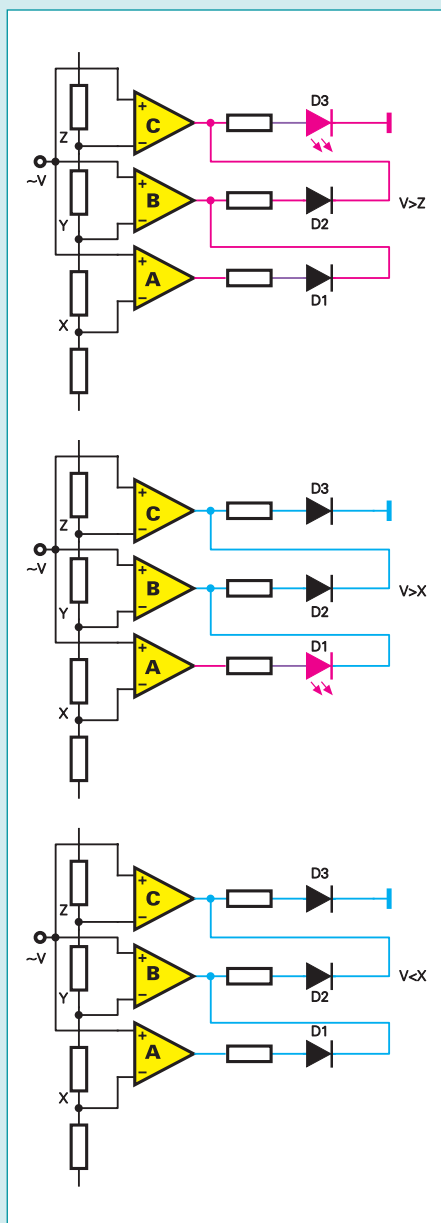 D3
+
C
−
Z
~V
+
B
−
Y
D2
V>Z
+
A
−
D1
X
D3
+
C
−
Z
~V
+
B
−
Y
D2
V>X
D1
+
A
−
X
D3
+
C
−
Z
~V
+
B
−
Y
D2
V<X
D1
+
A
−
X